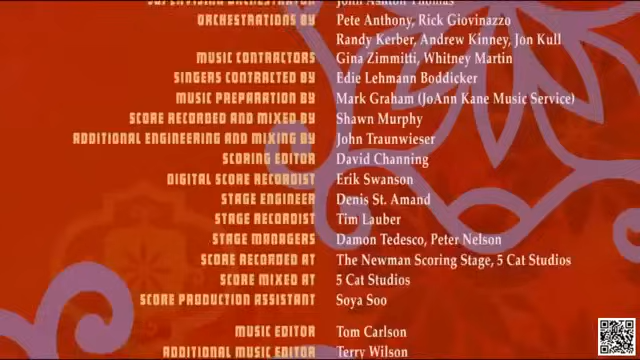 SUPERVISING ORCHESTRATOR John Ashton Thomas
ORCHESTRATIONS BY Pete Anthony, Rick Giovinazzo
Randy Kerber, Andrew Kinney, Jon Kull
MUSIC CONTRACTORS Gina Zimmitti, Whitney Martin
SINGERS CONTRACTED BY Edie Lehmann Boddicker
MUSIC PREPARATION BY Mark Graham (JoAnn Kane Music Service)
SCORE RECORDED AND MIXED BY Shawn Murphy
ADDITIONAL ENGINEERING AND MIXING BY John Traunwieser
SCORING EDITOR David Channing
DIGITAL SCORE RECORDIST Erik Swanson
STAGE ENGINEER Denis St. Amand
STAGE RECORDIST Tim Lauber
STAGE MANAGERS Damon Tedesco, Peter Nelson
SCORE RECORDED AT The Newman Scoring Stage, 5 Cat Studios
SCORE MIXED AT 5 Cat Studios
SCORE PRODUCTION ASSISTANT Soya Soo
MUSIC EDITOR Tom Carlson
ADDITIONAL MUSIC EDITOR Terry Wilson